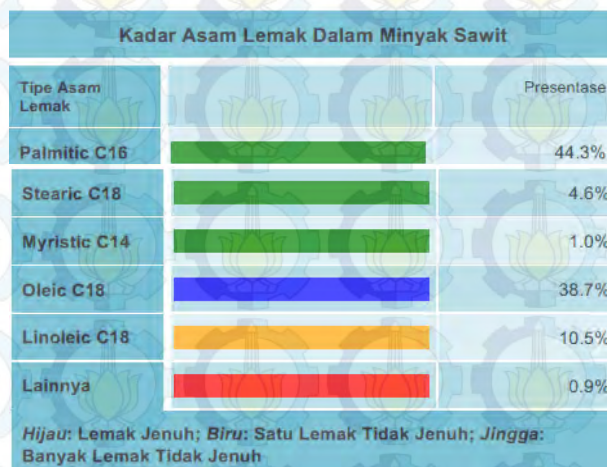 Kadar Asam Lemak Dalam Minyak Sawit
Tipe Asam Lemak Presentase
Palmitic C16 44.3%
Stearic C18 4.6%
Myristic C14 1.0%
Oleic C18 38.7%
Linoleic C18 10.5%
Lainnya 0.9%
Hijau: Lemak Jenuh; Biru: Satu Lemak Tidak Jenuh; Jingga:
Banyak Lemak Tidak Jenuh